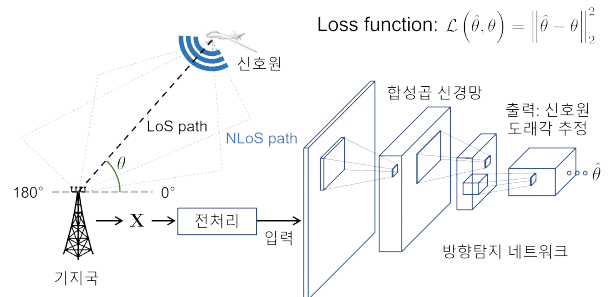 Loss function: ℒ(θ̂, θ) = ‖θ̂ − θ‖₂²
신호원
합성곱 신경망
출력: 신호원
도래각 추정
LoS path
NLoS path
θ
θ̂
180°
0°
X
전처리
입력
기지국
방향탐지 네트워크